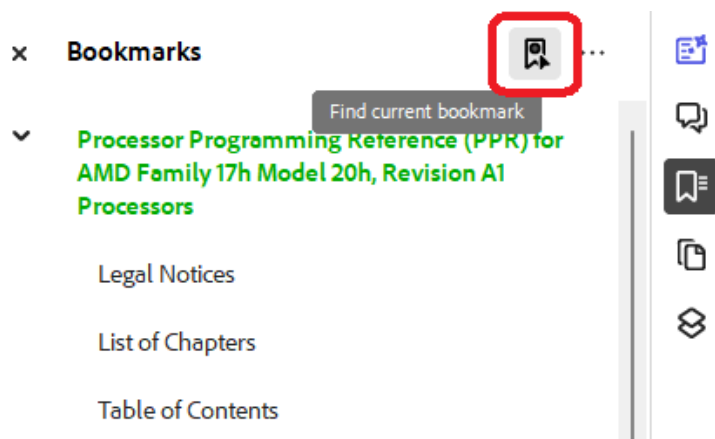 Bookmarks
Find current bookmark
Processor Programming Reference (PPR) for
AMD Family 17h Model 20h, Revision A1
Processors
Legal Notices
List of Chapters
Table of Contents